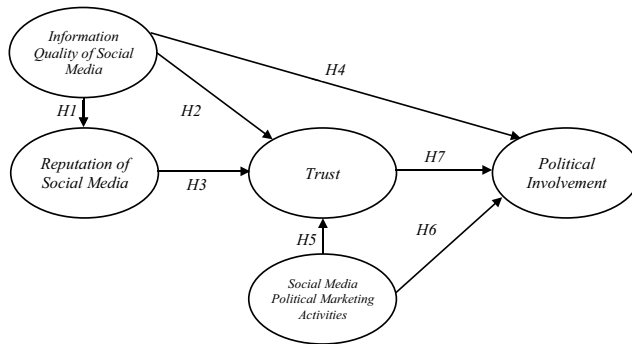 Information
Quality of Social
Media
H4
H1
H2
Reputation of
Social Media
H3
Trust
H7
Political
Involvement
H5
H6
Social Media
Political Marketing
Activities